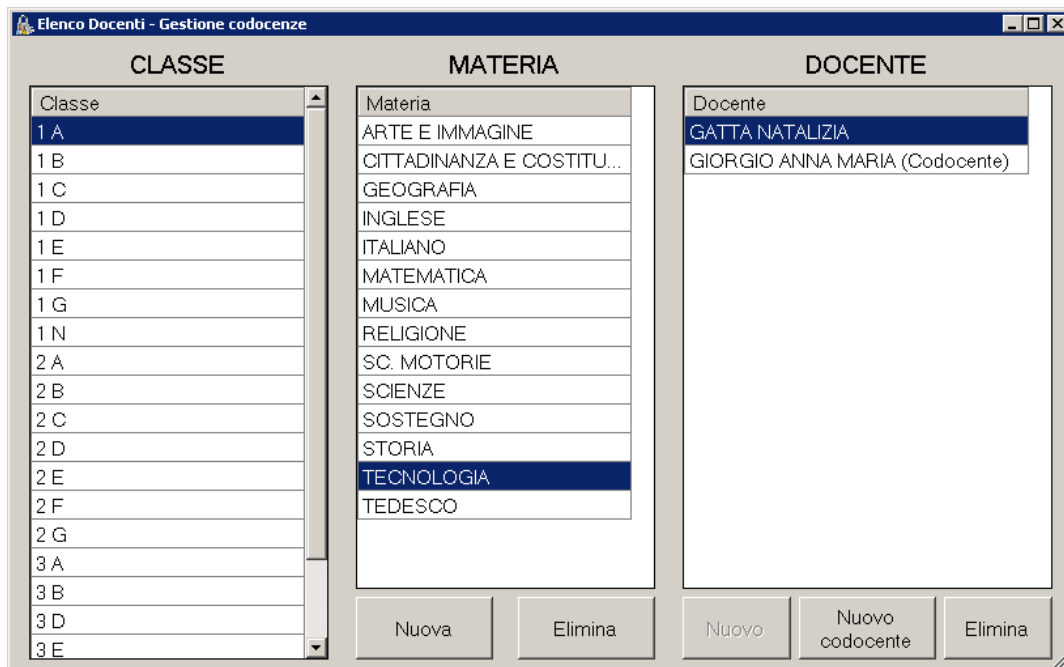 Elenco Docenti - Gestione codocenze
CLASSE
Classe
1 A
1 B
1 C
1 D
1 E
1 F
1 G
1 N
2 A
2 B
2 C
2 D
2 E
2 F
2 G
3 A
3 B
3 D
3 E
MATERIA
Materia
ARTE E IMMAGINE
CITTADINANZA E COSTITU...
GEOGRAFIA
INGLESE
ITALIANO
MATEMATICA
MUSICA
RELIGIONE
SC. MOTORIE
SCIENZE
SOSTEGNO
STORIA
TECNOLOGIA
TEDESCO
Nuova
Elimina
DOCENTE
Docente
GATTA NATALIZIA
GIORGIO ANNA MARIA (Codocente)
Nuovo
Nuovo
codocente
Elimina